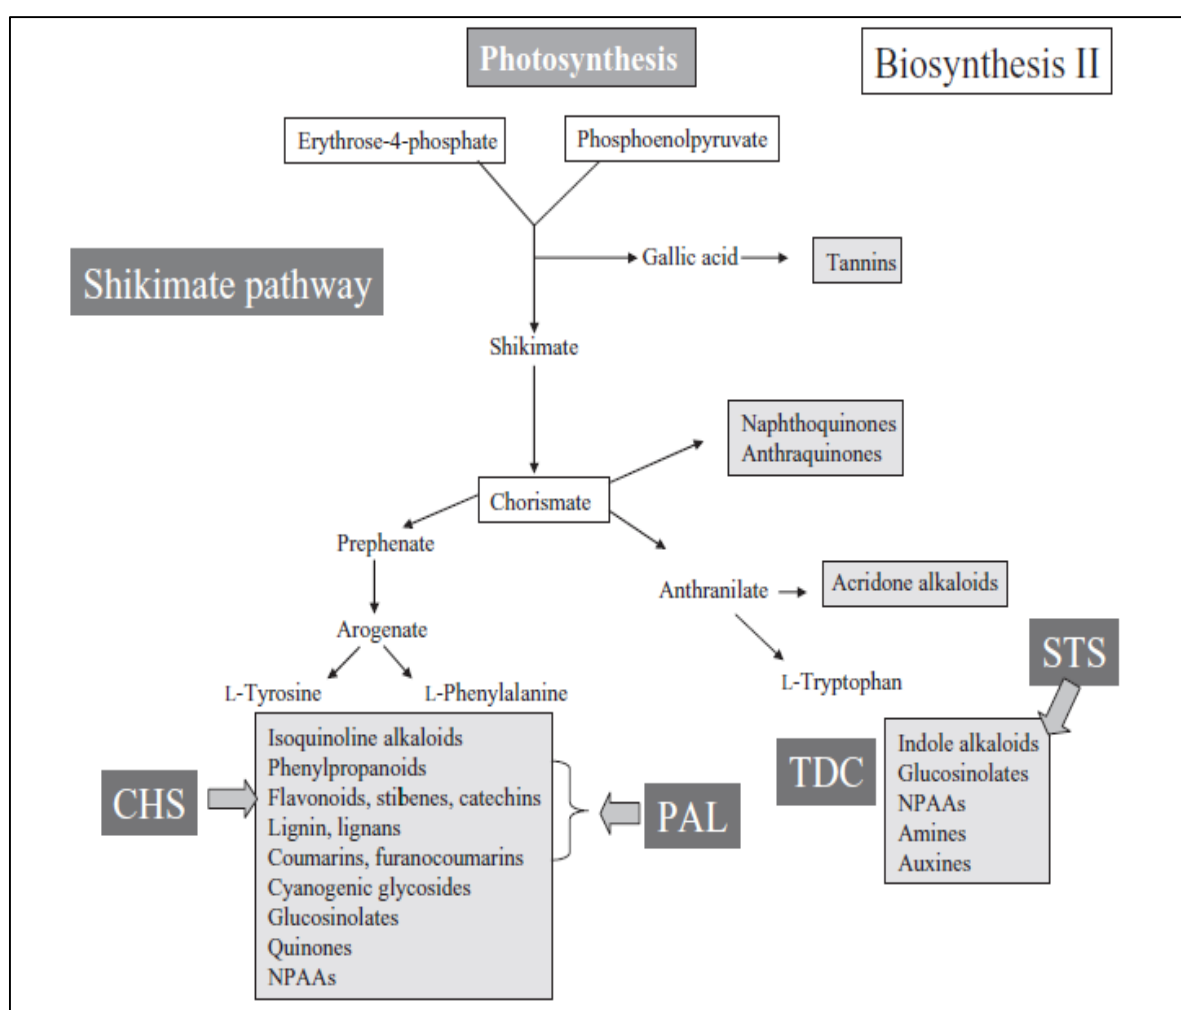 Photosynthesis
Biosynthesis II
Erythrose-4-phosphate
Phosphoenolpyruvate
Gallic acid
Tannins
Shikimate pathway
Shikimate
Naphthoquinones
Anthraquinones
Chorismate
Prephenate
Anthranilate
Acridone alkaloids
Arogenate
STS
L-Tyrosine
L-Phenylalanine
L-Tryptophan
Isoquinoline alkaloids
Phenylpropanoids
Flavonoids, stibenes, catechins
Lignin, lignans
Coumarins, furanocoumarins
Cyanogenic glycosides
Glucosinolates
Quinones
NPAAs
CHS
PAL
TDC
Indole alkaloids
Glucosinolates
NPAAs
Amines
Auxines